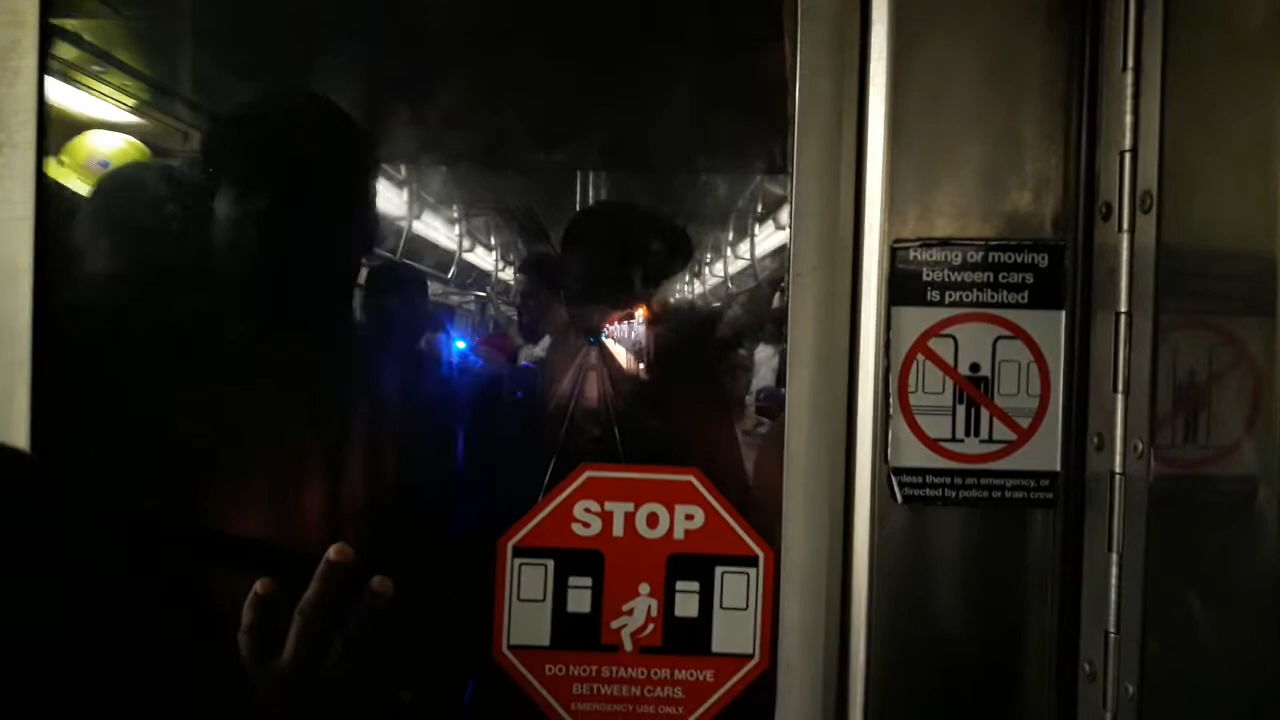 Riding or moving
between cars
is prohibited
unless there is an emergency, or
directed by police or train crew
STOP
DO NOT STAND OR MOVE
BETWEEN CARS.
EMERGENCY USE ONLY.